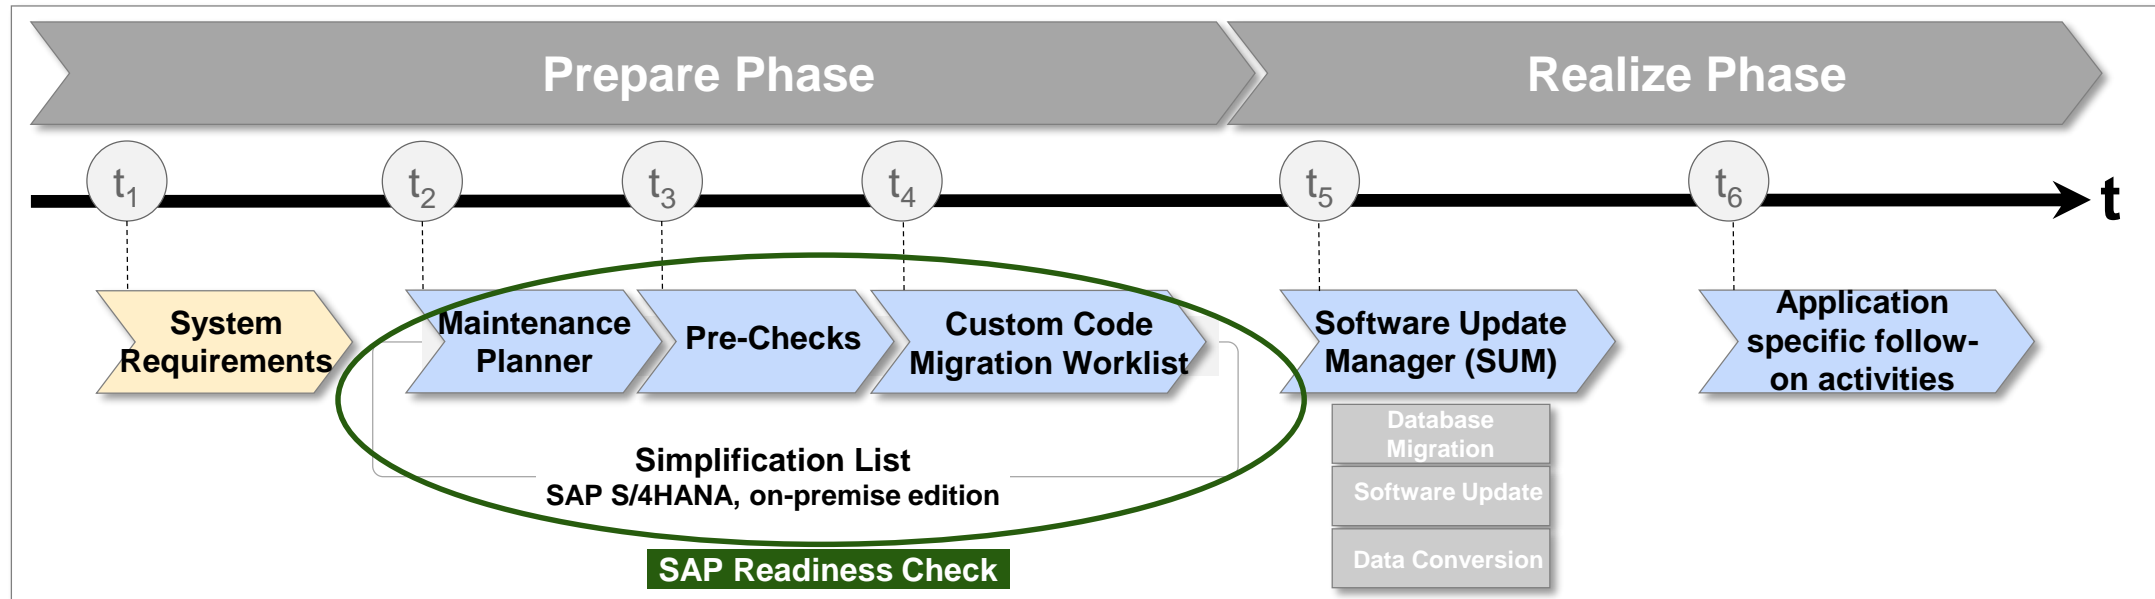 Prepare Phase
Realize Phase
t1
t2
t3
t4
t5
t6
t
System
Requirements
Maintenance
Planner
Pre-Checks
Custom Code
Migration Worklist
Software Update
Manager (SUM)
Application
specific follow-
on activities
Database
Migration
Software Update
Data Conversion
Simplification List
SAP S/4HANA, on-premise edition
SAP Readiness Check